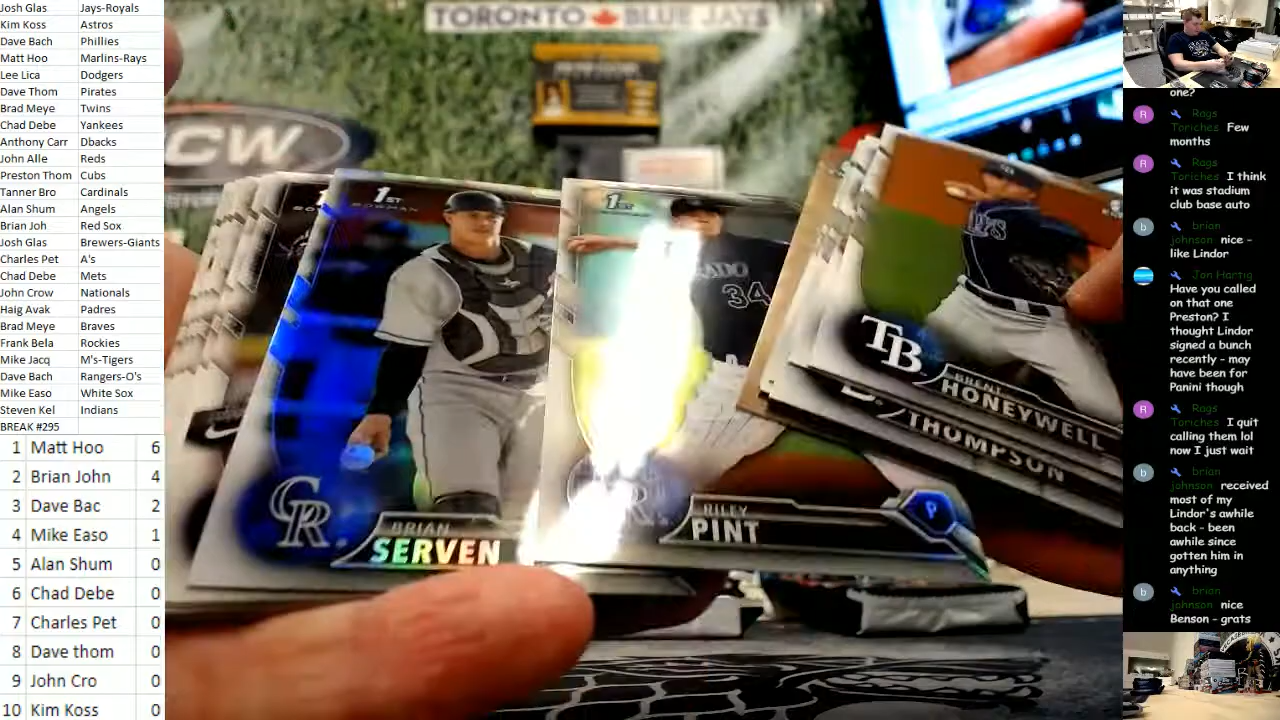 Josh Glas Jays-Royals
Kim Koss Astros
Dave Bach Phillies
Matt Hoo Marlins-Rays
Lee Lica Dodgers
Dave Thom Pirates
Brad Meye Twins
Chad Debe Yankees
Anthony Carr Dbacks
John Alle Reds
Preston Thom Cubs
Tanner Bro Cardinals
Alan Shum Angels
Brian Joh Red Sox
Josh Glas Brewers-Giants
Charles Pet A's
Chad Debe Mets
John Crow Nationals
Haig Avak Padres
Brad Meye Braves
Frank Bela Rockies
Mike Jacq M's-Tigers
Dave Bach Rangers-O's
Mike Easo White Sox
Steven Kel Indians
BREAK #295
1 Matt Hoo 6
2 Brian John 4
3 Dave Bac 2
4 Mike Easo 1
5 Alan Shum 0
6 Chad Debe 0
7 Charles Pet 0
8 Dave thom 0
9 John Cro 0
10 Kim Koss 0
TORONTO BLUE JAYS
CW
1ST
BOWMAN
CR
BRIAN
SERVEN
1ST
34
RILEY
PINT
TB
BRENT
HONEYWELL
THOMPSON
one?
R Rags
Toriches Few
months
R Rags
Toriches I think
it was stadium
club base auto
b brian
johnson nice -
like Lindor
Jon Hartig
Have you called
on that one
Preston? I
thought Lindor
signed a bunch
recently - may
have been for
Panini though
R Rags
Toriches I quit
calling them lol
now I just wait
b brian
johnson received
most of my
Lindor's awhile
back - been
awhile since
gotten him in
anything
b brian
johnson nice
Benson - grats